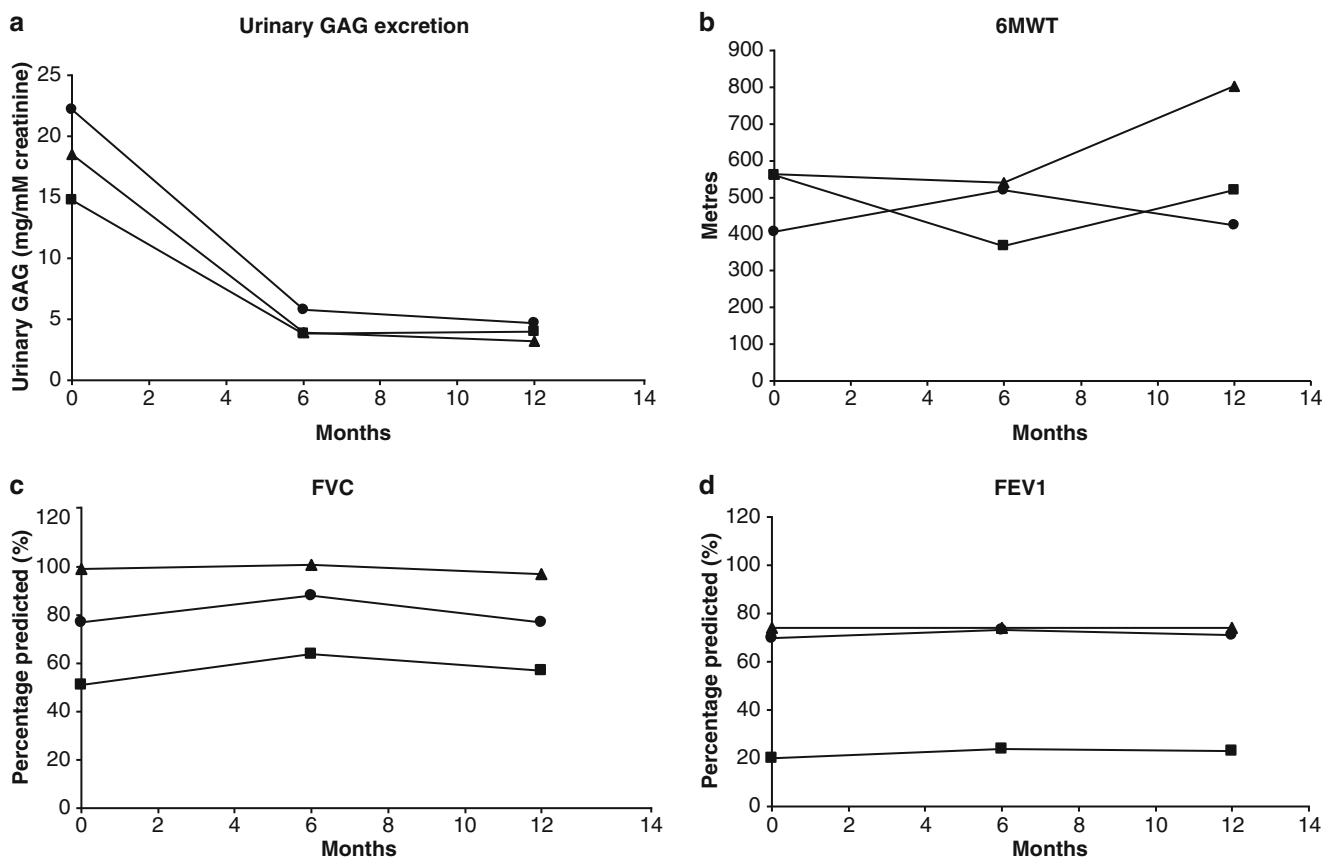 a
Urinary GAG excretion
Urinary GAG (mg/mM creatinine)
25
20
15
10
5
0
0 2 4 6 8 10 12 14
Months
b
6MWT
Metres
900
800
700
600
500
400
300
200
100
0
0 2 4 6 8 10 12 14
Months
c
FVC
Percentage predicted (%)
120
100
80
60
40
20
0
0 2 4 6 8 10 12 14
Months
d
FEV1
Percentage predicted (%)
120
100
80
60
40
20
0
0 2 4 6 8 10 12 14
Months